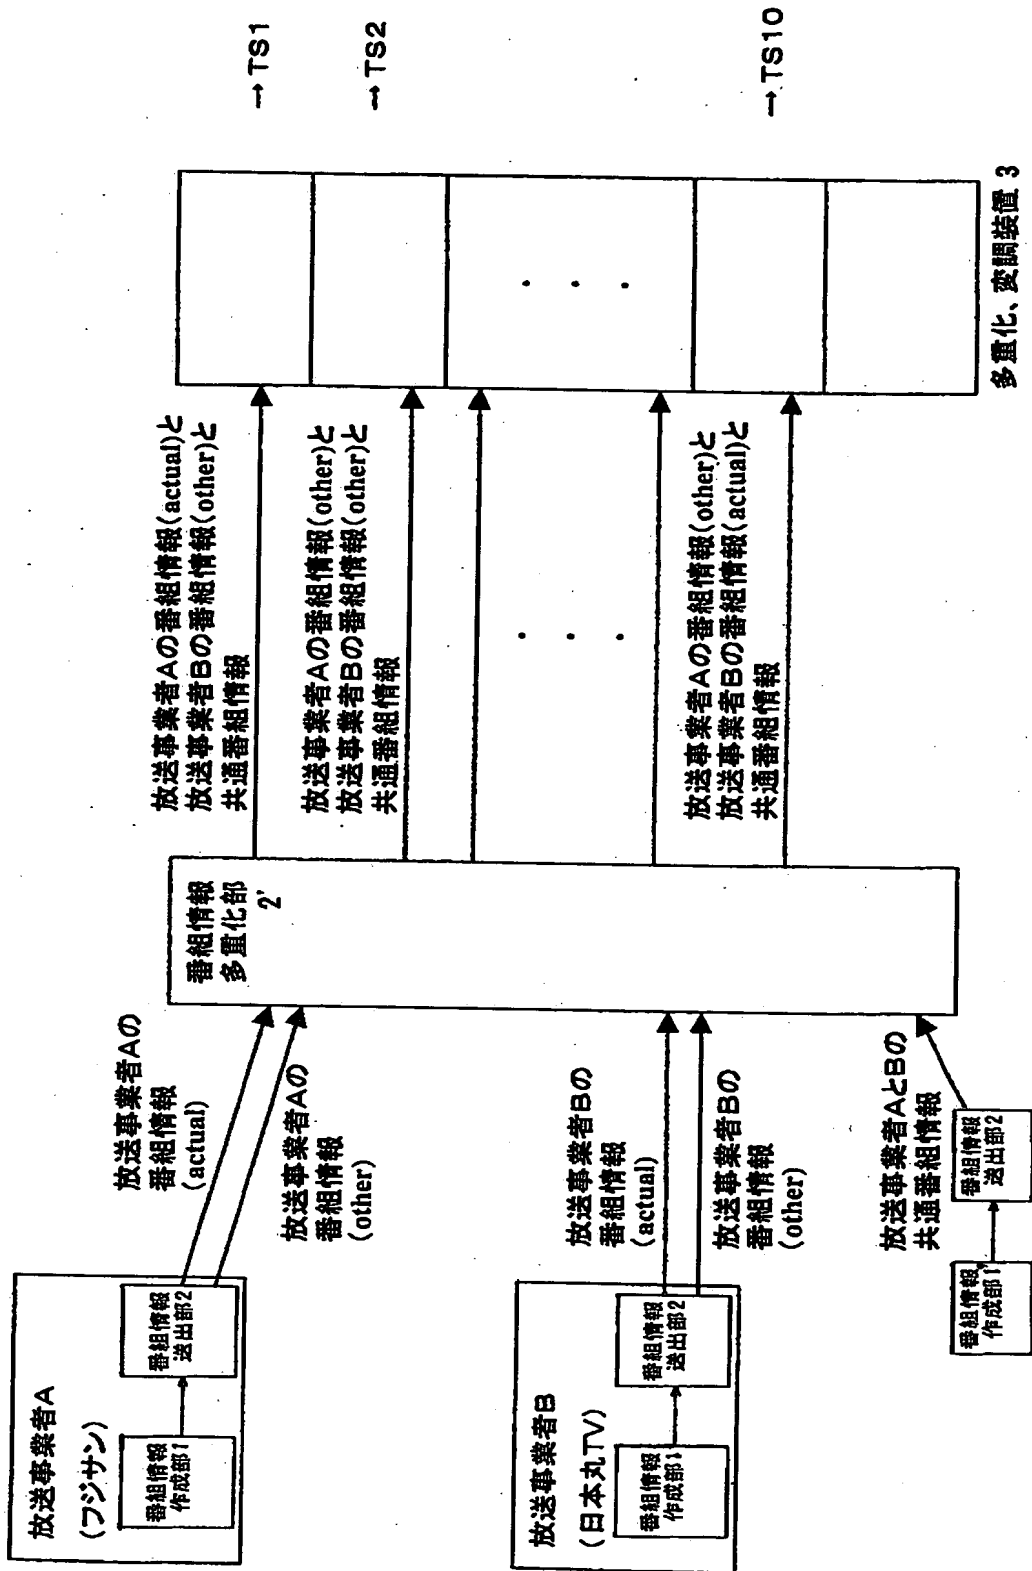 放送事業者A
(フジサン)
番組情報
作成部1
番組情報
送出部2
放送事業者Aの
番組情報
(actual)
放送事業者Aの
番組情報
(other)
放送事業者B
(日本丸TV)
番組情報
作成部1
番組情報
送出部2
放送事業者Bの
番組情報
(actual)
放送事業者Bの
番組情報
(other)
番組情報
作成部1'
番組情報
送出部2
放送事業者AとBの
共通番組情報
番組情報
多重化部
2'
放送事業者Aの番組情報(actual)と
放送事業者Bの番組情報(other)と
共通番組情報
放送事業者Aの番組情報(other)と
放送事業者Bの番組情報(other)と
共通番組情報
放送事業者Aの番組情報(other)と
放送事業者Bの番組情報(actual)と
共通番組情報
→TS1
→TS2
→TS10
多重化、変調装置 3